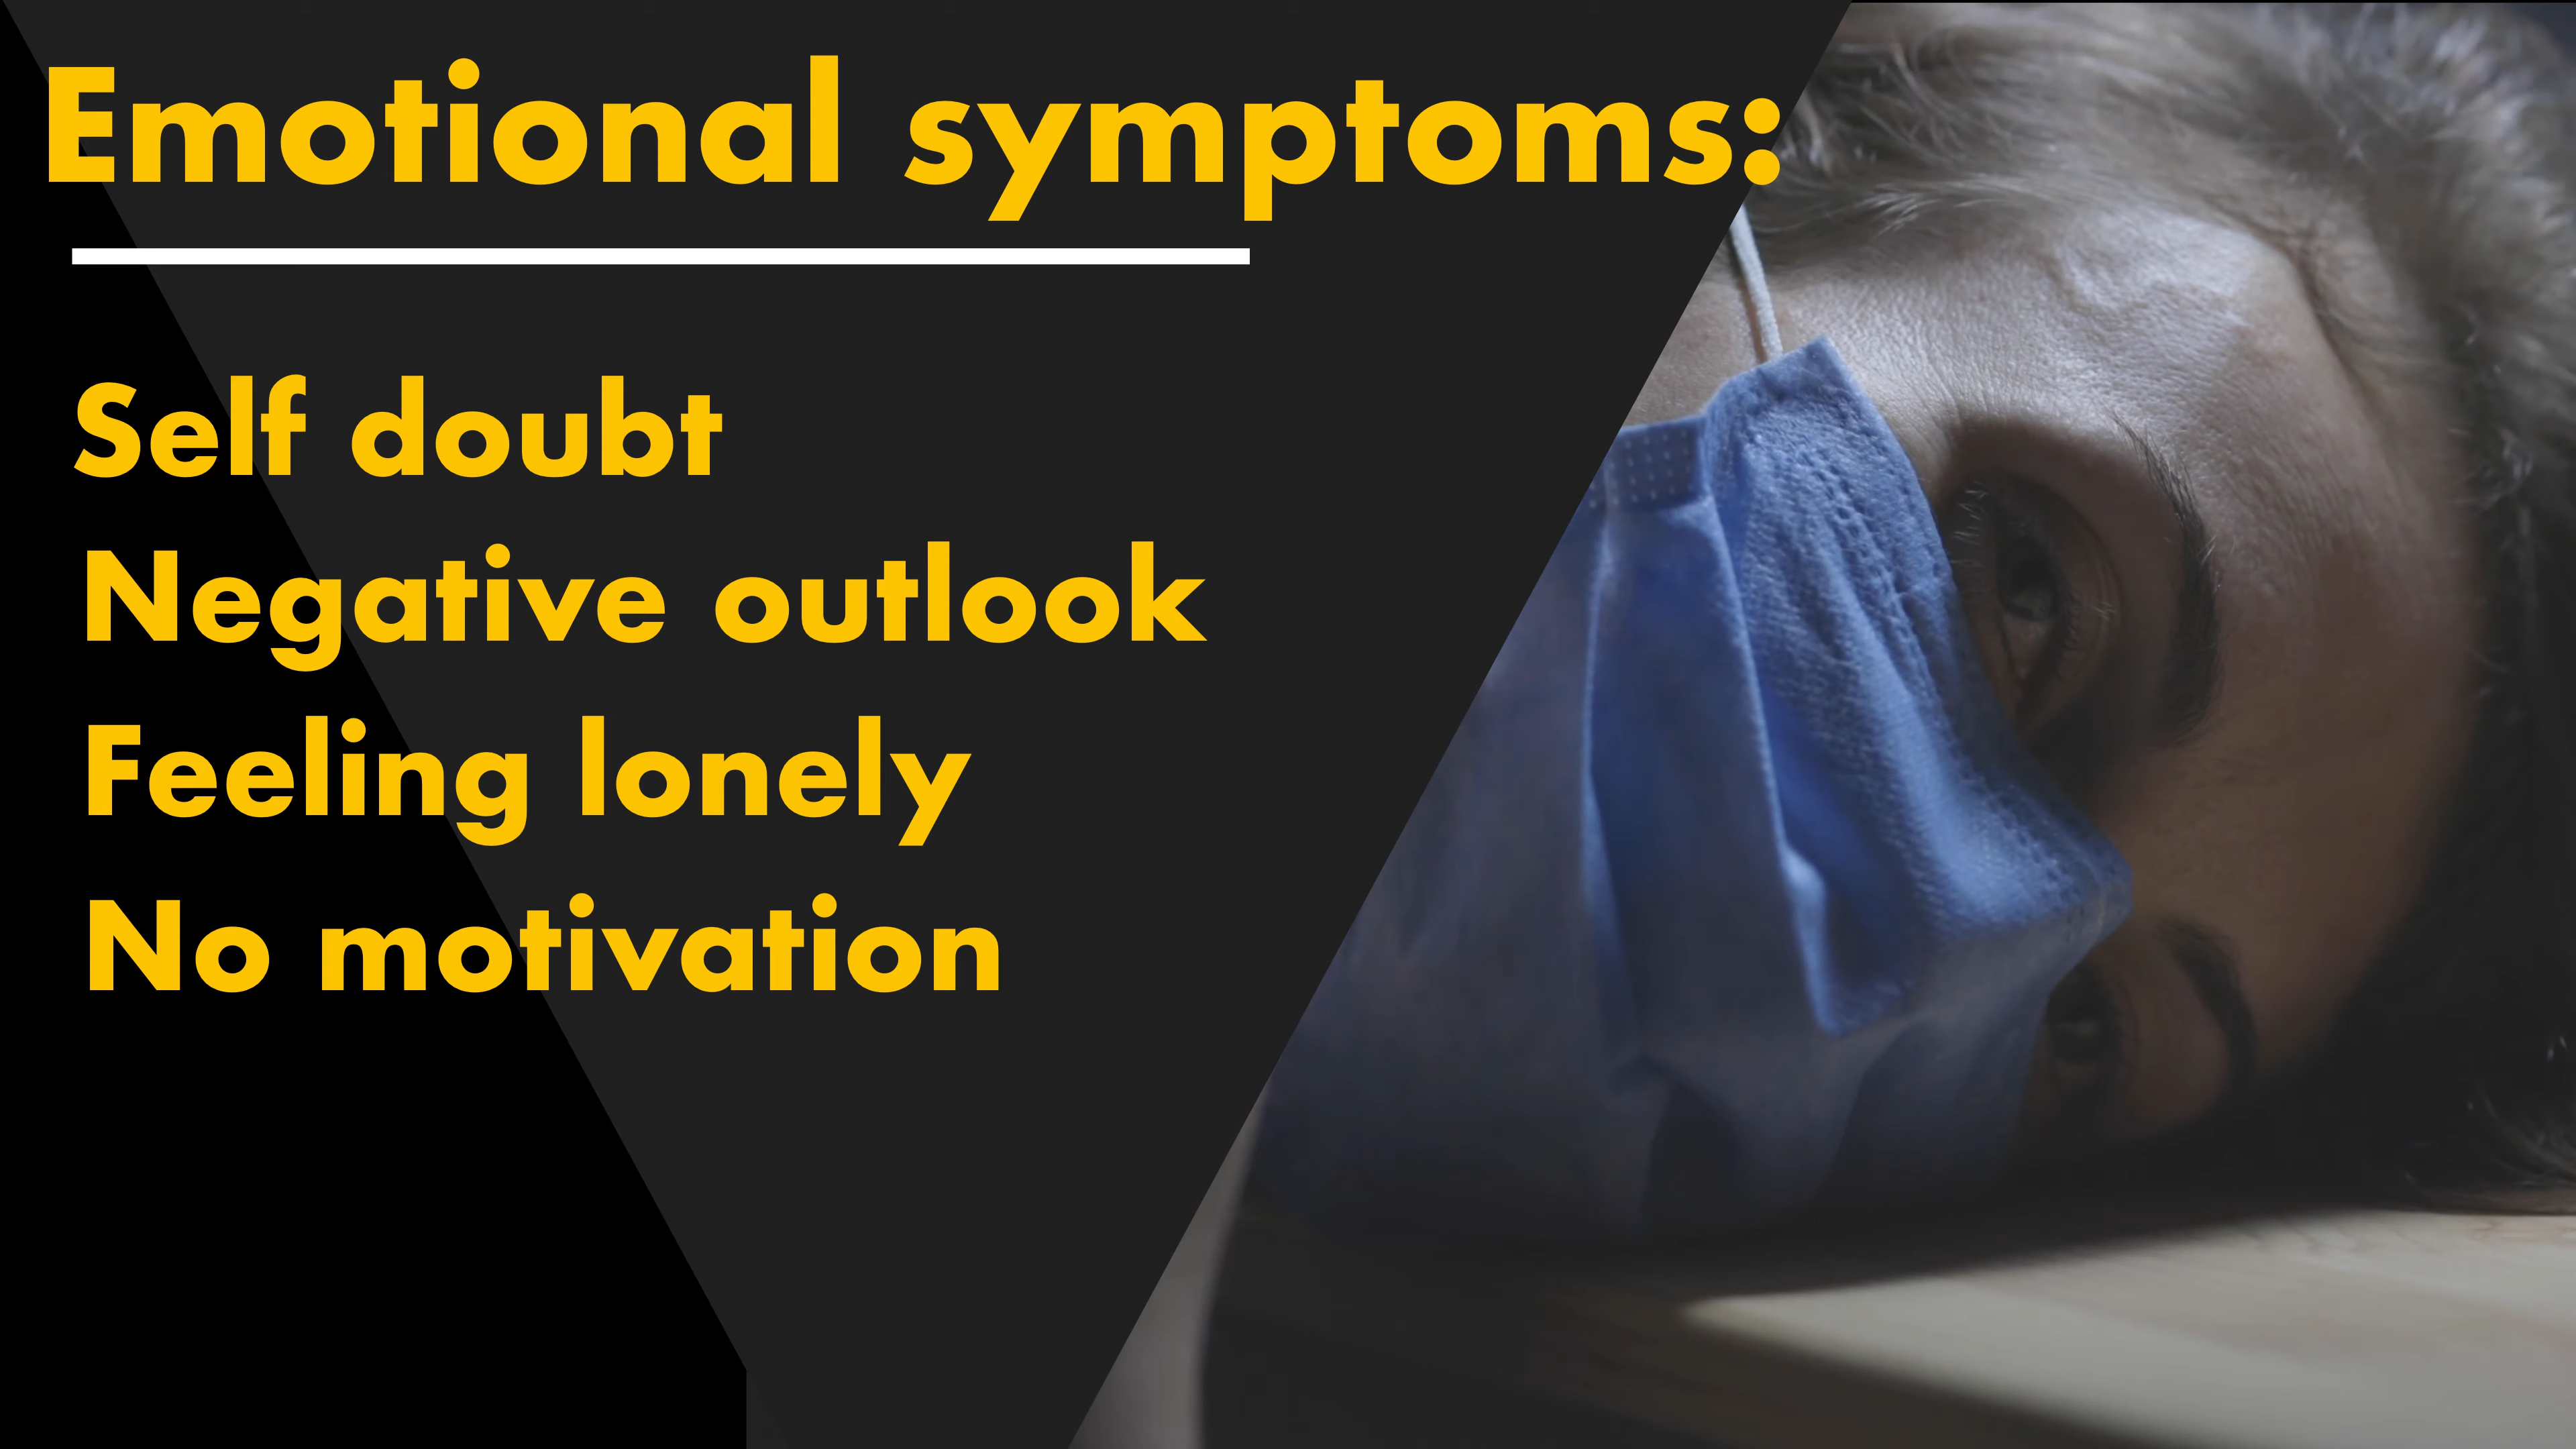 Emotional symptoms:
Self doubt
Negative outlook
Feeling lonely
No motivation